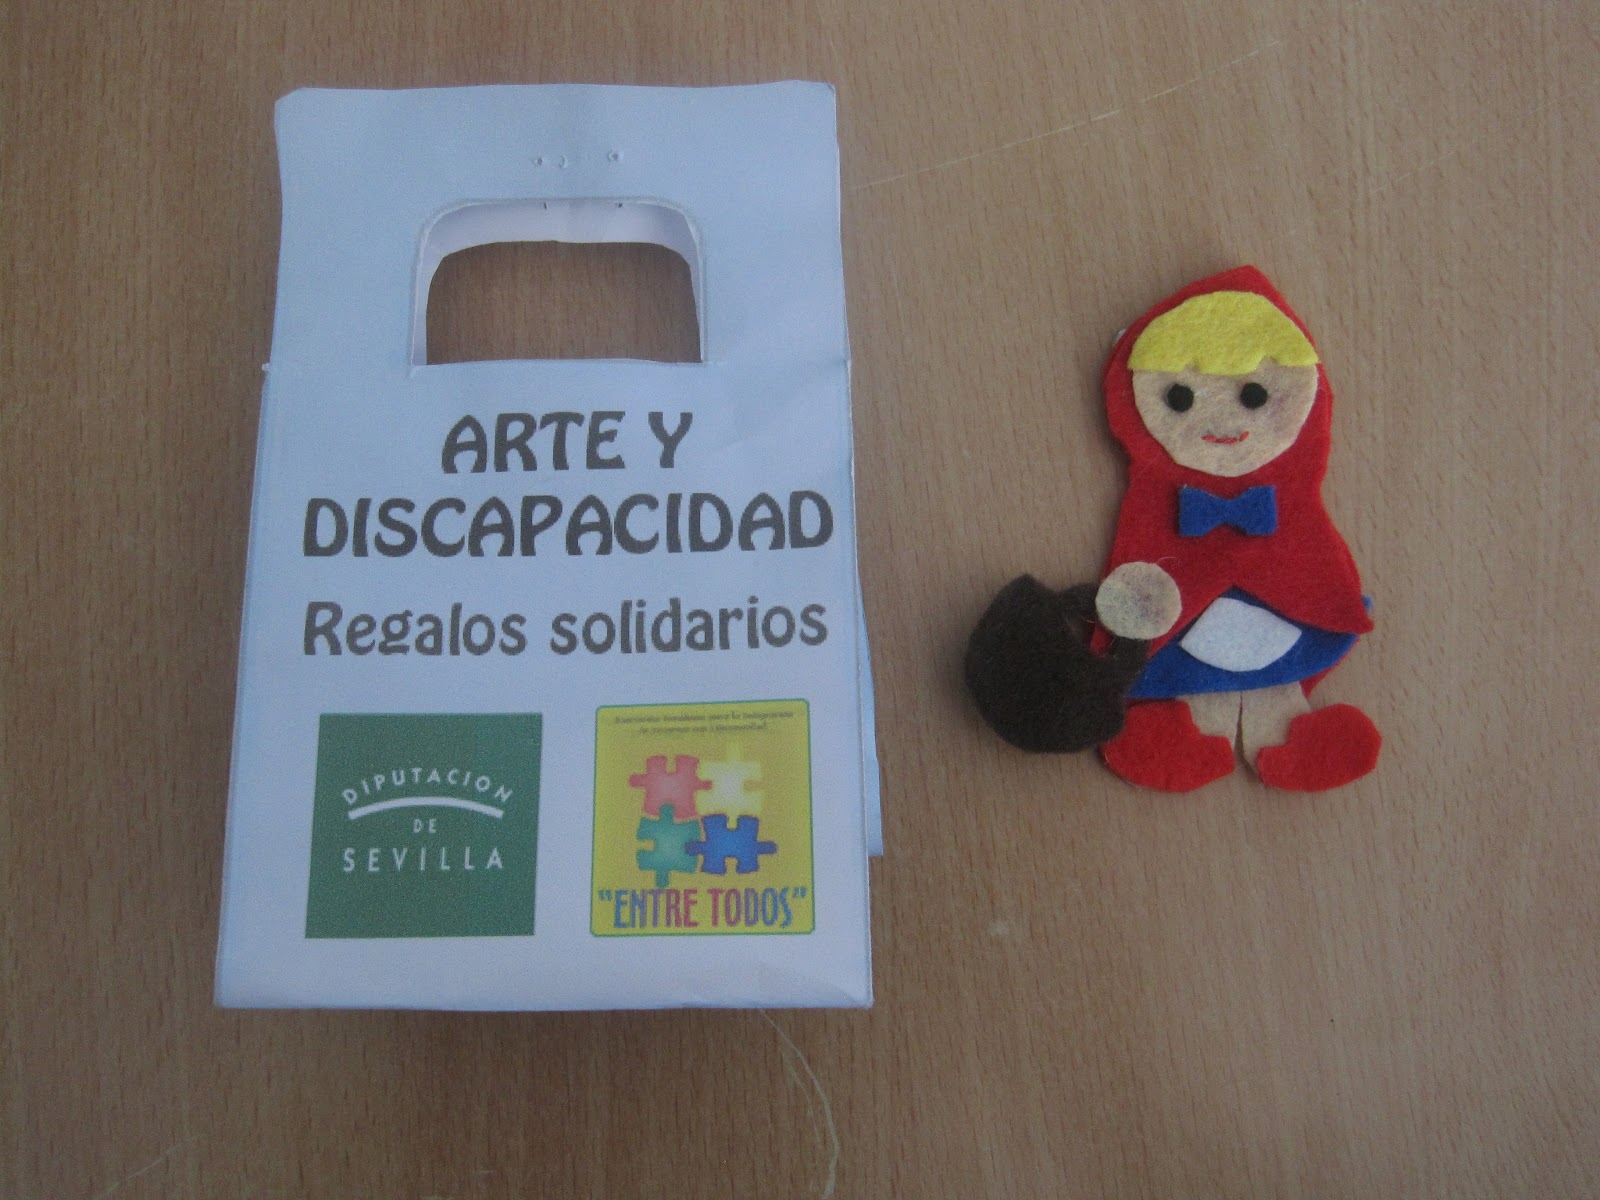 ARTE Y
DISCAPACIDAD
Regalos solidarios
DIPUTACION
DE
SEVILLA
"ENTRE TODOS"